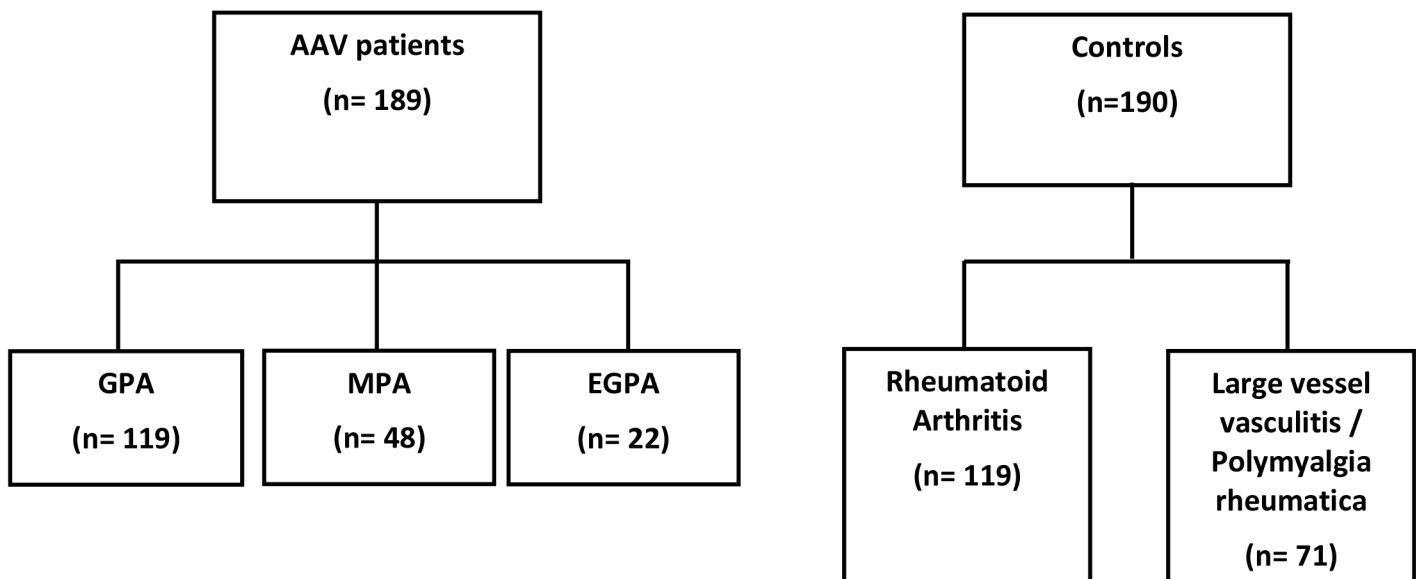 AAV patients
(n= 189)
Controls
(n=190)
GPA
(n= 119)
MPA
(n= 48)
EGPA
(n= 22)
Rheumatoid
Arthritis
(n= 119)
Large vessel
vasculitis /
Polymyalgia
rheumatica
(n= 71)